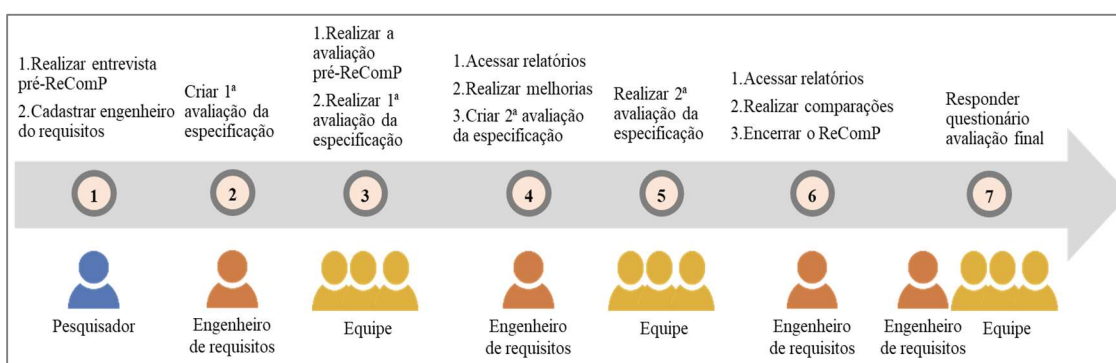 1.Realizar entrevista
pré-ReComP
2.Cadastrar engenheiro
do requisitos
Criar 1ª
avaliação da
especificação
1.Realizar a
avaliação
pré-ReComP
2.Realizar 1ª
avaliação da
especificação
1.Acessar relatórios
2.Realizar melhorias
3.Criar 2ª avaliação
da especificação
Realizar 2ª
avaliação da
especificação
1.Acessar relatórios
2.Realizar comparações
3.Encerrar o ReComP
Responder
questionário
avaliação final
1
2
3
4
5
6
7
Pesquisador
Engenheiro
de requisitos
Equipe
Engenheiro
de requisitos
Equipe
Engenheiro
de requisitos
Engenheiro
de requisitos
Equipe